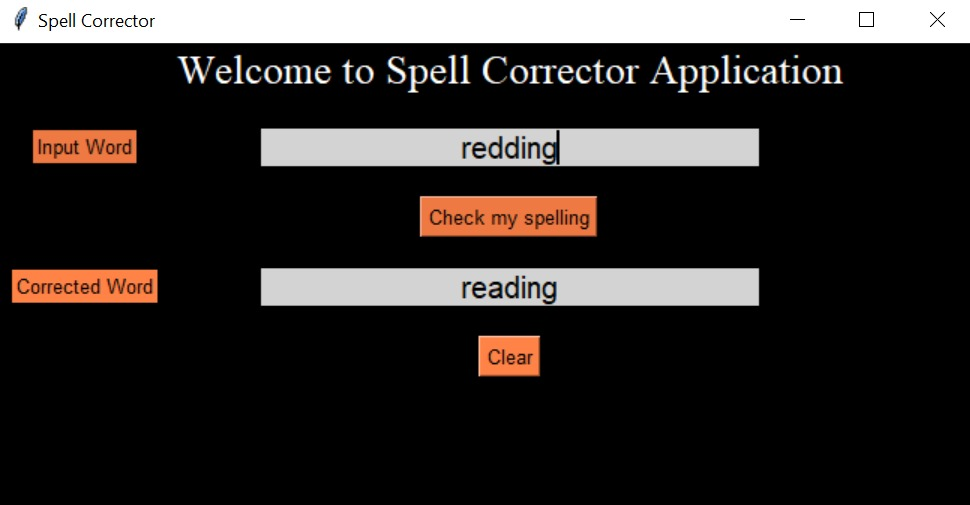 Spell Corrector
Welcome to Spell Corrector Application
Input Word redding
Check my spelling
Corrected Word reading
Clear